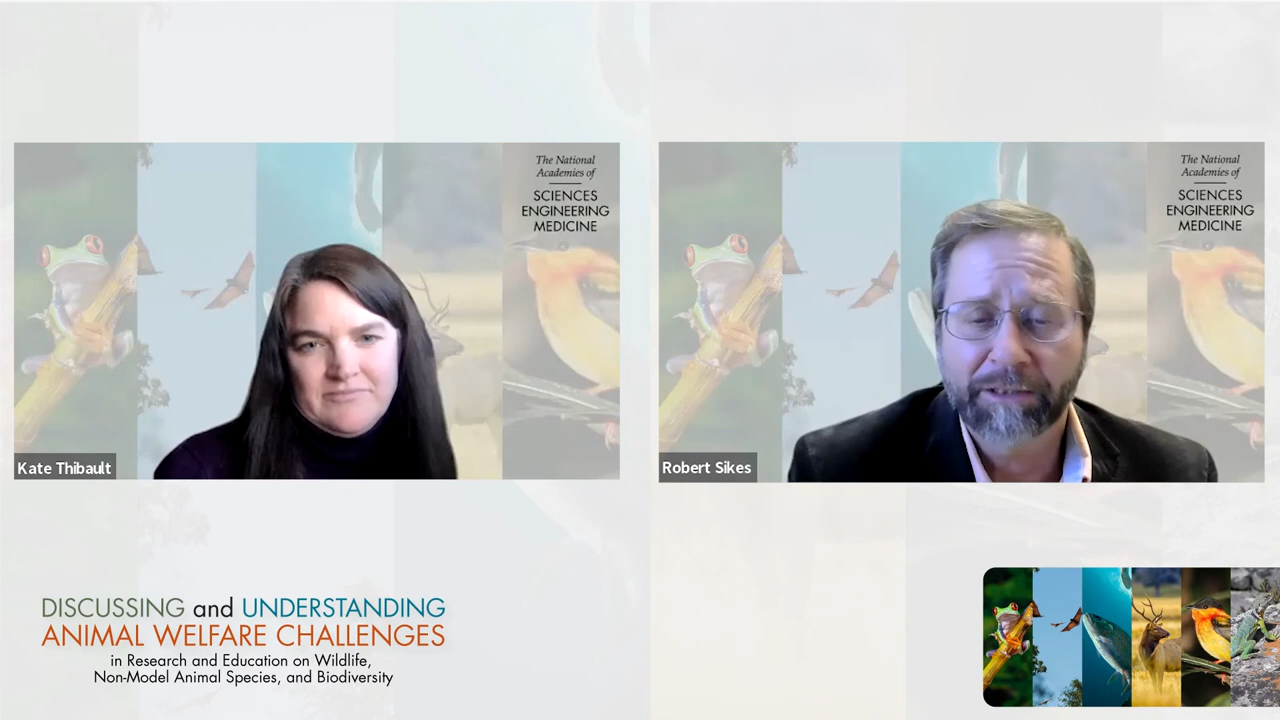 The National
Academies of
SCIENCES
ENGINEERING
MEDICINE
Kate Thibault
The National
Academies of
SCIENCES
ENGINEERING
MEDICINE
Robert Sikes
DISCUSSING and UNDERSTANDING
ANIMAL WELFARE CHALLENGES
in Research and Education on Wildlife,
Non-Model Animal Species, and Biodiversity